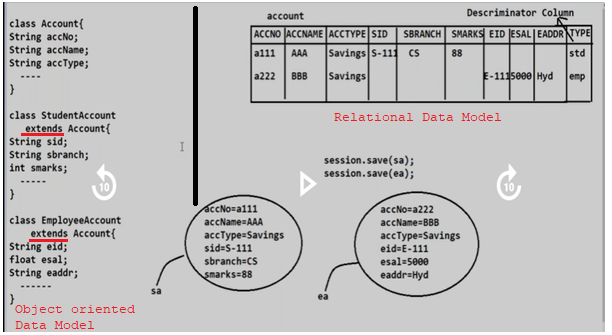 class Account{
String accNo;
String accName;
String accType;
----
}
class StudentAccount
extends Account{
String sid;
String sbranch;
int smarks;
-----
}
class EmployeeAccount
extends Account{
String eid;
float esal;
String eaddr;
------
}
Object oriented
Data Model
Descriminator Column
account
ACCNO ACCNAME ACCTYPE SID SBRANCH SMARKS EID ESAL EADDR TYPE
a111 AAA Savings S-111 CS 88 std
a222 BBB Savings E-111 5000 Hyd emp
Relational Data Model
session.save(sa);
session.save(ea);
10
10
accNo=a111
accName=AAA
accType=Savings
sid=S-111
sbranch=CS
smarks=88
sa
accNo=a222
accName=BBB
accType=Savings
eid=E-111
esal=5000
eaddr=Hyd
ea